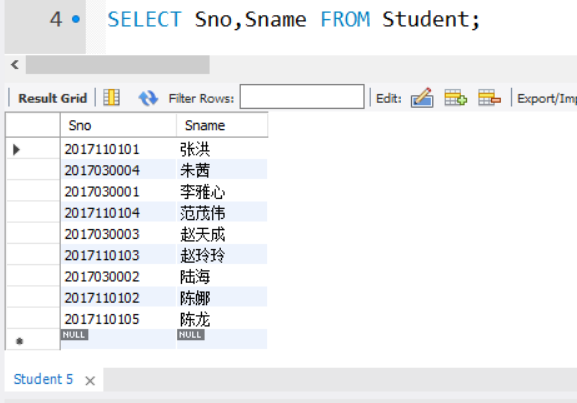 4 SELECT Sno,Sname FROM Student;
Result Grid Filter Rows: Edit: Export/Imp
Sno Sname
2017110101 张洪
2017030004 朱茜
2017030001 李雅心
2017110104 范茂伟
2017030003 赵天成
2017110103 赵玲玲
2017030002 陆海
2017110102 陈娜
2017110105 陈龙
NULL NULL
Student 5